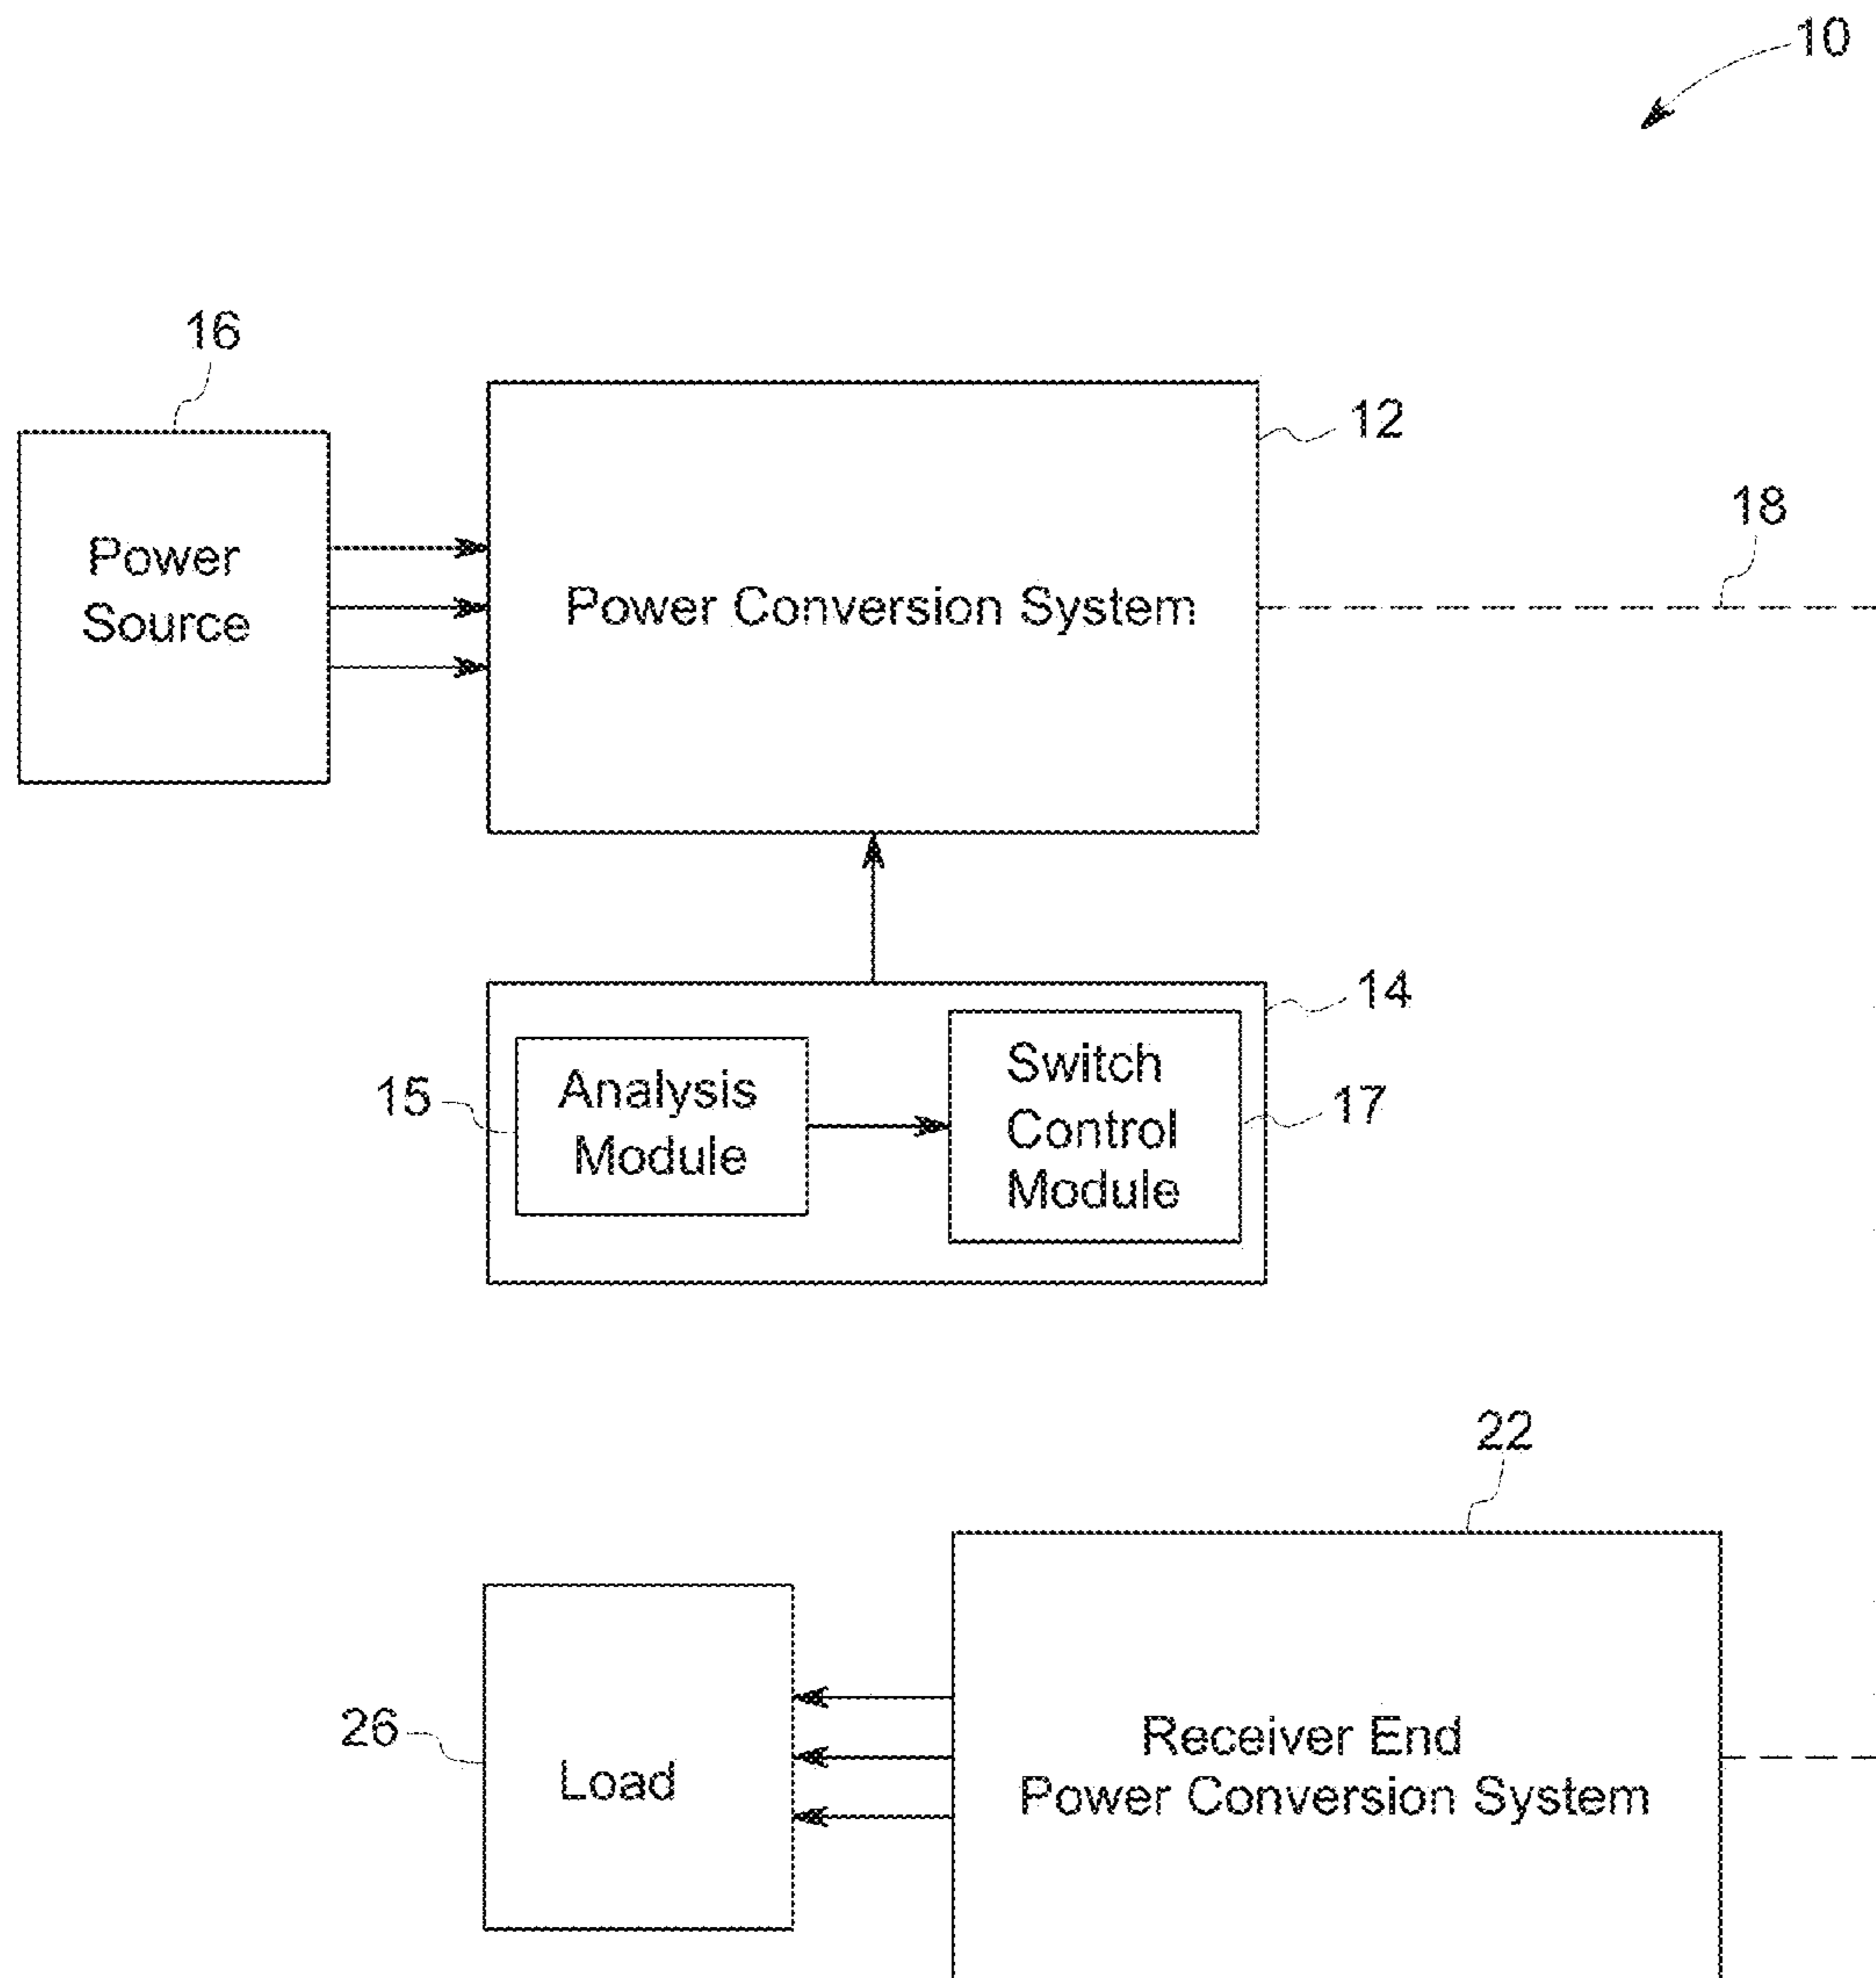 10
16
12
18
Power
Source
Power Conversion System
14
15
Analysis
Module
Switch
Control
Module
17
22
26
Load
Receiver End
Power Conversion System